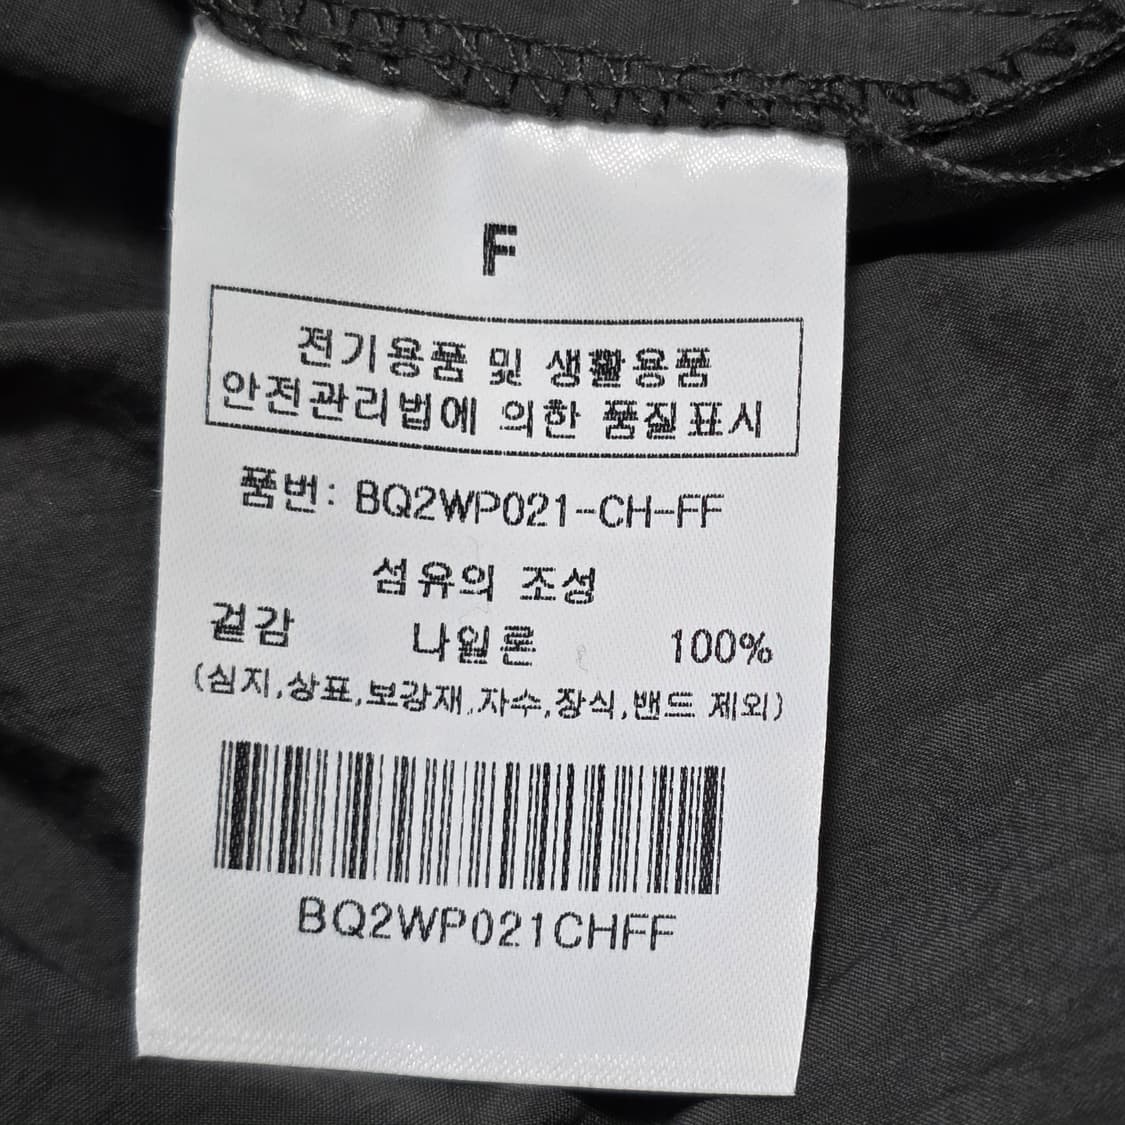 F
전기용품 및 생활용품
안전관리법에 의한 품질표시
품번: BQ2WP021-CH-FF
섬유의 조성
겉감 나일론 100%
(심지,상표,보강재,자수,장식,밴드 제외)
BQ2WP021CHFF